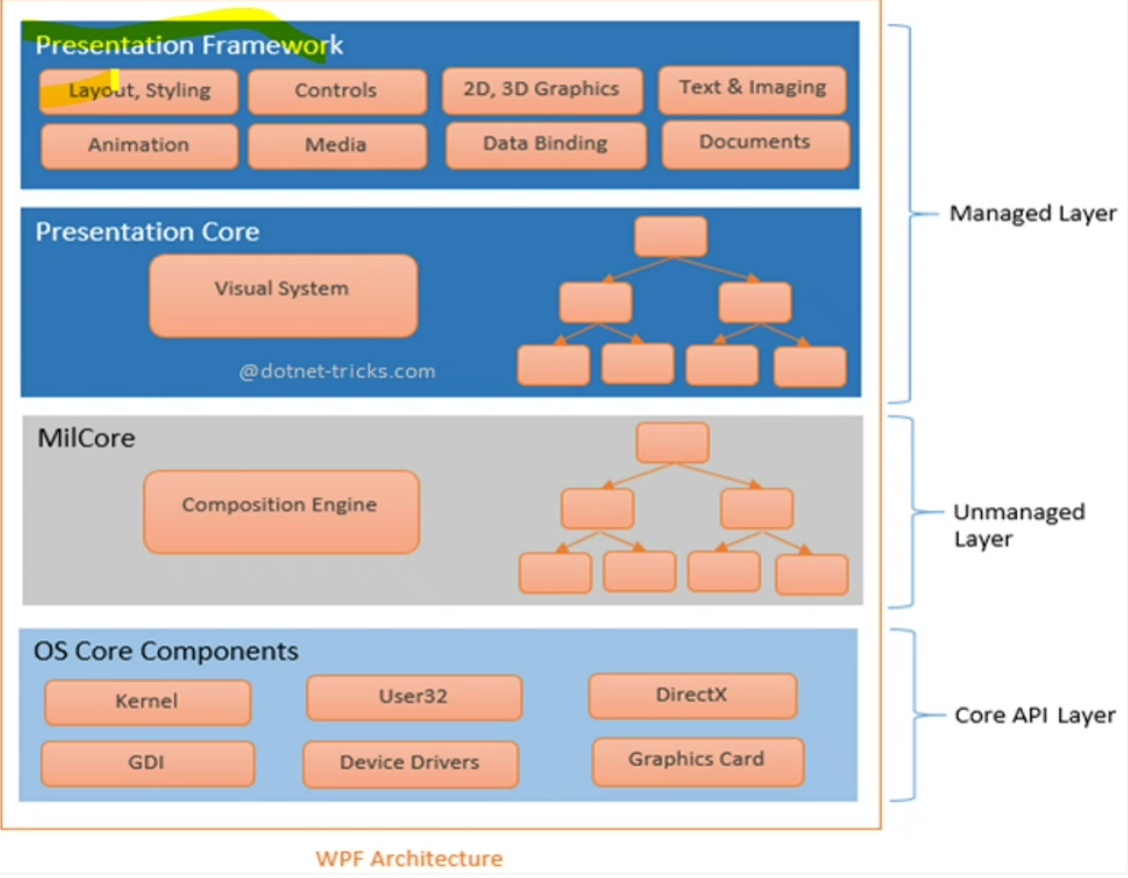 Presentation Framework
Layout, Styling
Controls
2D, 3D Graphics
Text & Imaging
Animation
Media
Data Binding
Documents
Managed Layer
Presentation Core
Visual System
@dotnet-tricks.com
MilCore
Composition Engine
Unmanaged
Layer
OS Core Components
Kernel
User32
DirectX
Core API Layer
GDI
Device Drivers
Graphics Card
WPF Architecture